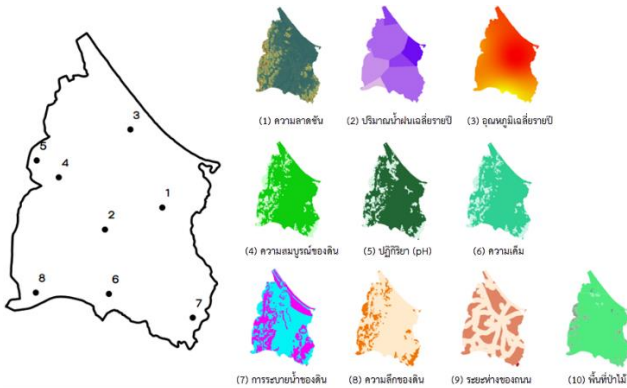 (1) ความลาดชัน
(2) ปริมาณน้ำฝนเฉลี่ยรายปี
(3) อุณหภูมิเฉลี่ยรายปี
3
5
4
1
2
8
6
7
(4) ความสมบูรณ์ของดิน
(5) ปฏิกิริยา (pH)
(6) ความเค็ม
(7) การระบายน้ำของดิน
(8) ความลึกของดิน
(9) ระยะห่างของถนน
(10) พื้นที่ป่าไม้